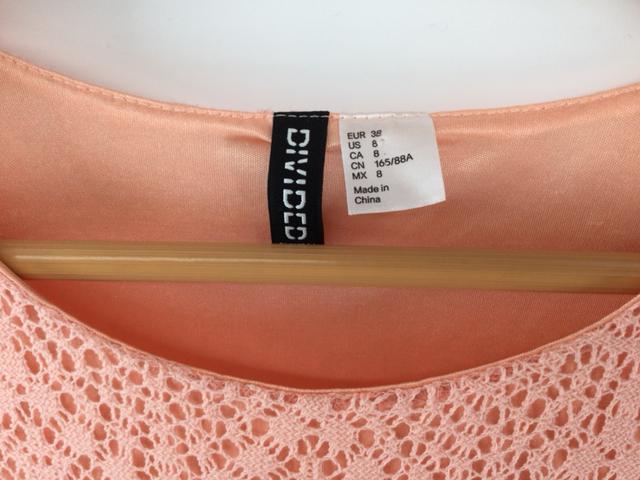 DIVIDED
EUR 38
US 8
CA 8
CN 165/88A
MX 8
Made in
China